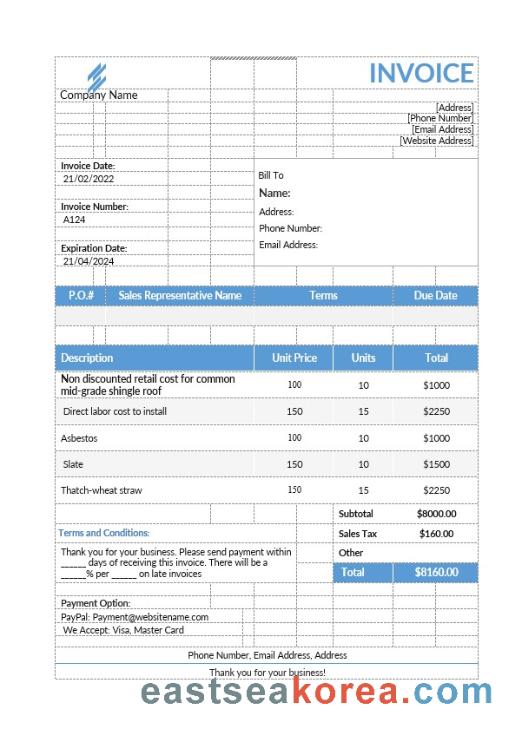 INVOICE
Company Name
[Address]
[Phone Number]
[Email Address]
[Website Address]
Invoice Date:
21/02/2022
Invoice Number:
A124
Expiration Date:
21/04/2024
Bill To
Name:
Address:
Phone Number:
Email Address:
P.O.# Sales Representative Name Terms Due Date
Description Unit Price Units Total
Non discounted retail cost for common
mid-grade shingle roof 100 10 $1000
Direct labor cost to install 150 15 $2250
Asbestos 100 10 $1000
Slate 150 10 $1500
Thatch-wheat straw 150 15 $2250
Subtotal $8000.00
Terms and Conditions: Sales Tax $160.00
Thank you for your business. Please send payment within
______ days of receiving this invoice. There will be a
______% per ______ on late invoices
Other
Total $8160.00
Payment Option:
PayPal: Payment@websitename.com
We Accept: Visa, Master Card
Phone Number, Email Address, Address
Thank you for your business!
eastseakorea.com